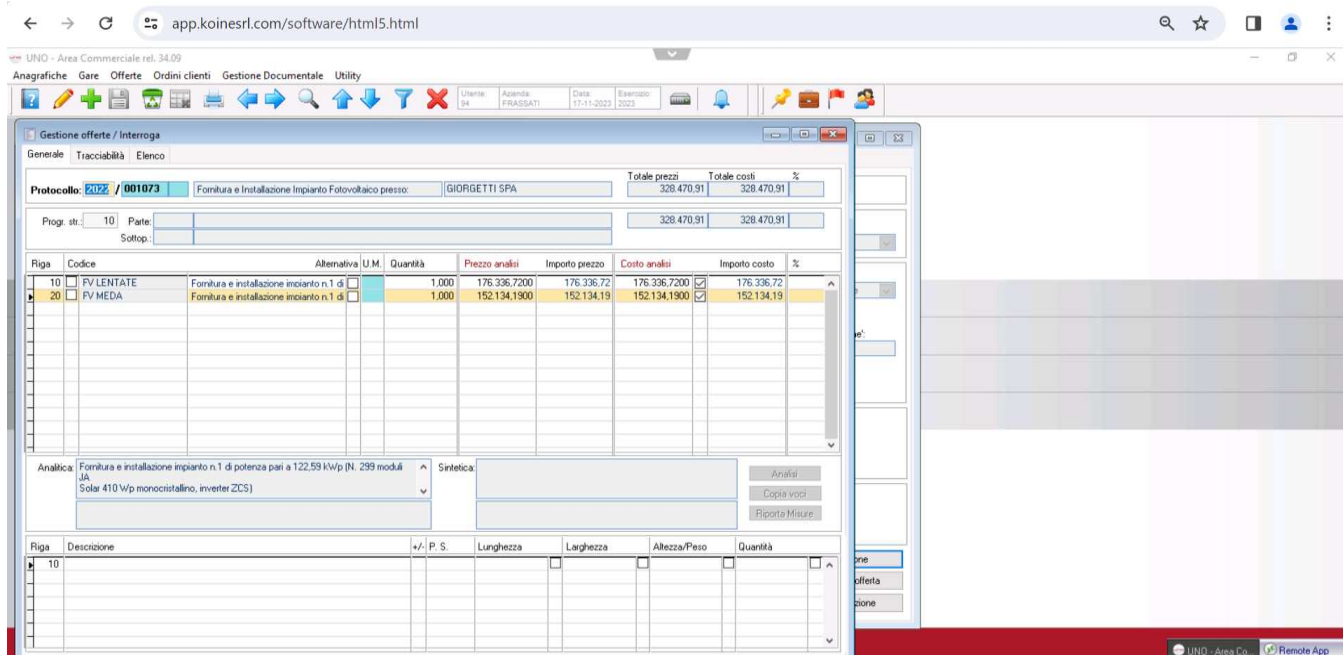 app.koinesrl.com/software/html5.html
UNO - Area Commerciale rel. 34.09
Anagrafiche Gare Offerte Ordini clienti Gestione Documentale Utility
Utente: 94 Azienda: FRASSATI Data: 17-11-2023 Esercizio: 2023
Gestione offerte / Interroga
Generale Tracciabilità Elenco
Totale prezzi Totale costi %
Protocollo: 2022 / 001073 Fornitura e Installazione Impianto Fotovoltaico presso: GIORGETTI SPA 328.470,91 328.470,91
Progr. str.: 10 Parte: 328.470,91 328.470,91
Sottop.:
Riga Codice Alternativa U.M. Quantità Prezzo analisi Importo prezzo Costo analisi Importo costo %
10 FV LENTATE Fornitura e installazione impianto n.1 di 1,000 176.336,7200 176.336,72 176.336,7200 176.336,72
20 FV MEDA Fornitura e installazione impianto n.1 di 1,000 152.134,1900 152.134,19 152.134,1900 152.134,19
e':
Analitica: Fornitura e installazione impianto n.1 di potenza pari a 122,59 kWp (N. 299 moduli
JA
Solar 410 Wp monocristallino, inverter ZCS)
Sintetica:
Analisi
Copia voci
Riporta Misure
Riga Descrizione +/- P. S. Lunghezza Larghezza Altezza/Peso Quantità
10
one
offerta
zione
UNO - Area Co... Remote App